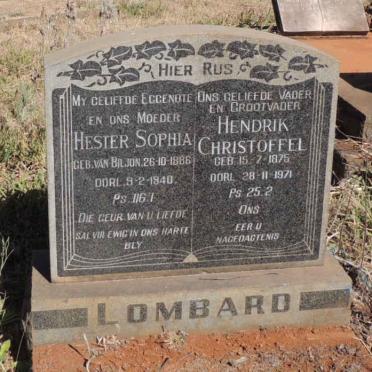 Hier Rus
My geliefde Eggenote
en ons Moeder
Hester Sophia
geb. van Biljon. 26-10-1886
oorl. 9-2-1940.
Ps. 116.1
Die geur van u liefde
sal vir ewig in ons harte
bly
Ons geliefde Vader
en Grootvader
Hendrik
Christoffel
geb. 15-7-1875
oorl. 28-11-1971
Ps 25.2
Ons
eer u
nagedagtenis
Lombard